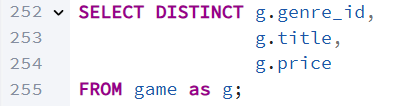 252 SELECT DISTINCT g.genre_id,
253 g.title,
254 g.price
255 FROM game as g;